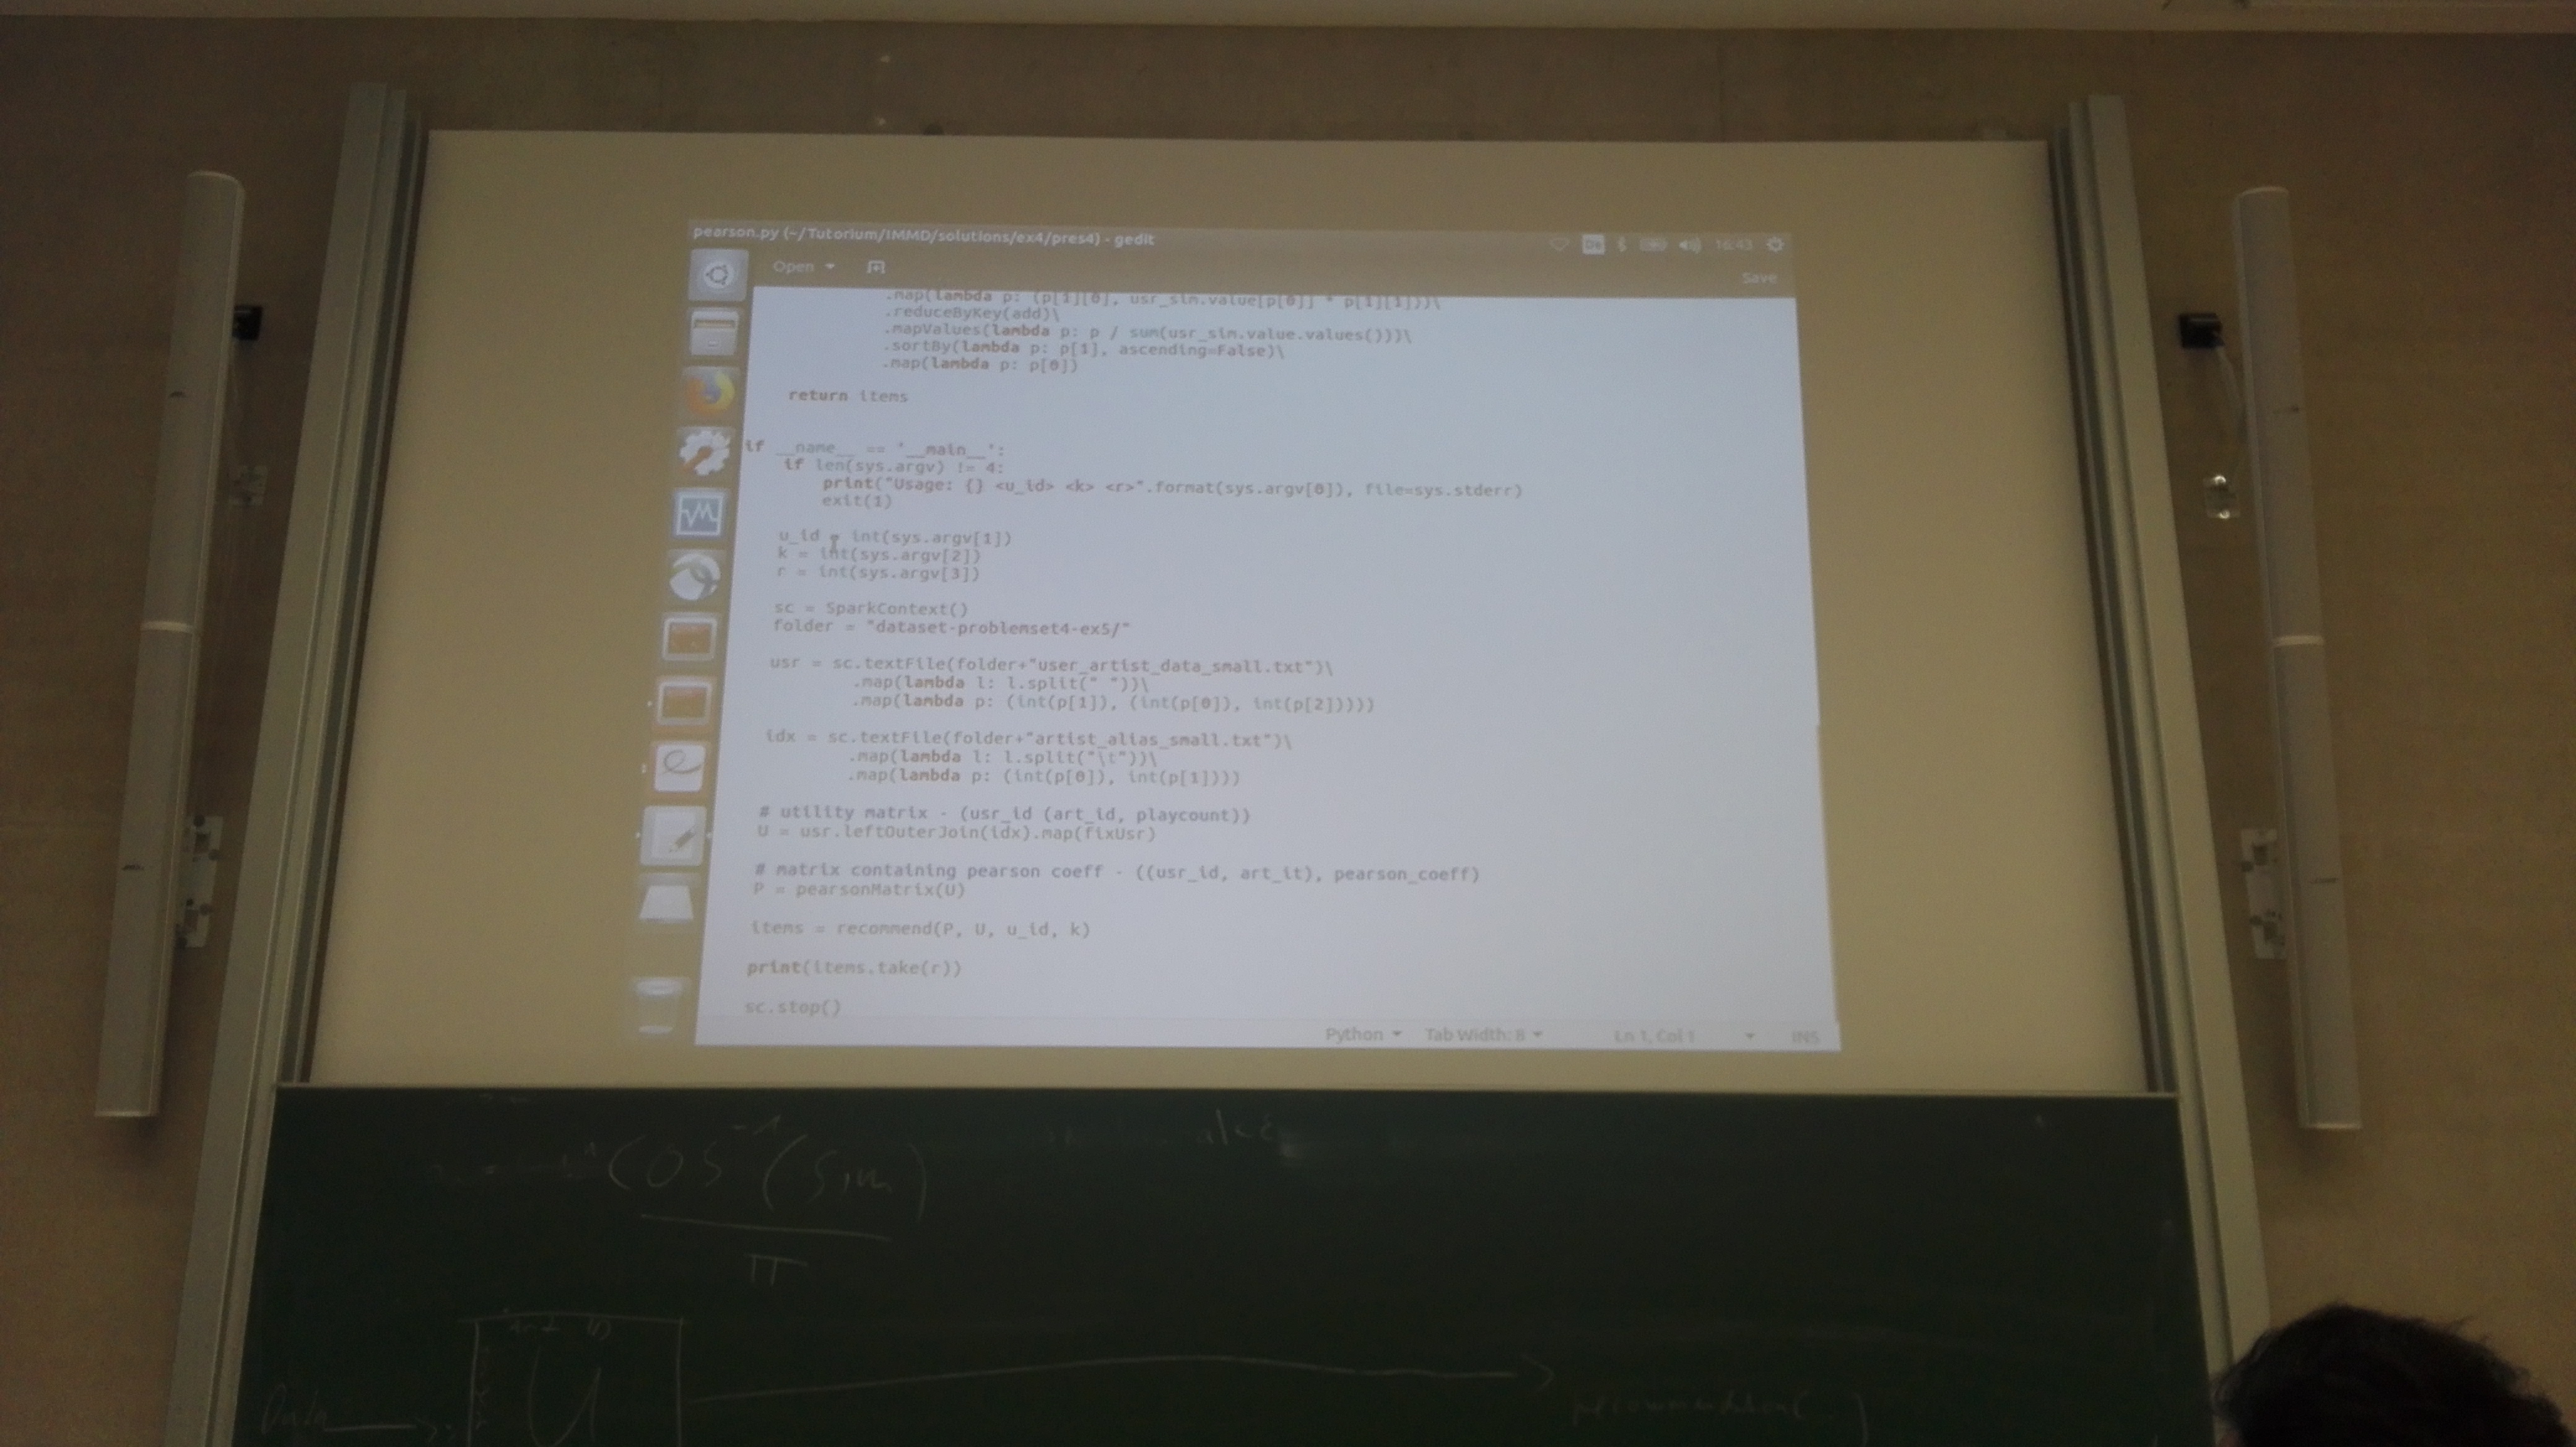 pearson.py (~/Tutorium/IMMD/solutions/ex4/pres4) - gedit
De 16:43
Open
Save
.map(lambda p: (p[1][0], usr_sim.value[p[0]] * p[1][1]))\
.reduceByKey(add)\
.mapValues(lambda p: p / sum(usr_sim.value.values()))\
.sortBy(lambda p: p[1], ascending=False)\
.map(lambda p: p[0])
return items
if __name__ == '__main__':
if len(sys.argv) != 4:
print("Usage: {} <u_id> <k> <r>".format(sys.argv[0]), file=sys.stderr)
exit(1)
u_id = int(sys.argv[1])
k = int(sys.argv[2])
r = int(sys.argv[3])
sc = SparkContext()
folder = "dataset-problemset4-ex5/"
usr = sc.textFile(folder+"user_artist_data_small.txt")\
.map(lambda l: l.split(" "))\
.map(lambda p: (int(p[1]), (int(p[0]), int(p[2]))))
idx = sc.textFile(folder+"artist_alias_small.txt")\
.map(lambda l: l.split("\t"))\
.map(lambda p: (int(p[0]), int(p[1])))
# utility matrix - (usr_id (art_id, playcount))
U = usr.leftOuterJoin(idx).map(fixUsr)
# matrix containing pearson coeff - ((usr_id, art_it), pearson_coeff)
P = pearsonMatrix(U)
items = recommend(P, U, u_id, k)
print(items.take(r))
sc.stop()
Python Tab Width: 8 Ln 1, Col 1 INS
cos⁻¹(sim)
π
Data U